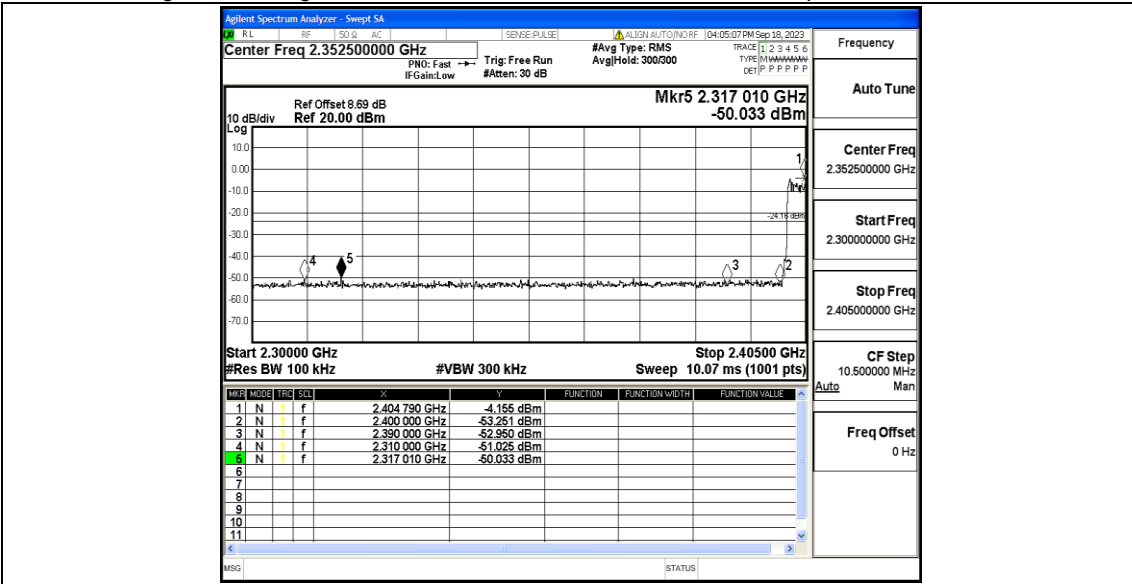 Agilent Spectrum Analyzer - Swept SA
RL RF 50 Ω AC SENSE:PULSE ALIGN AUTO/NO RF 04:05:07 PM Sep 18, 2023
Center Freq 2.352500000 GHz
PNO: Fast
IFGain:Low
Trig: Free Run
#Atten: 30 dB
#Avg Type: RMS
Avg|Hold: 300/300
TRACE 1 2 3 4 5 6
TYPE M WWWWW
DET P P P P P P
Mkr5 2.317 010 GHz
-50.033 dBm
Ref Offset 8.69 dB
10 dB/div Ref 20.00 dBm
Log
10.0
0.00
-10.0
-20.0
-30.0
-40.0
-50.0
-60.0
-70.0
1
-24.16 dBm
4
5
3
2
Start 2.30000 GHz Stop 2.40500 GHz
#Res BW 100 kHz #VBW 300 kHz Sweep 10.07 ms (1001 pts)
MKR MODE TRC SCL X Y FUNCTION FUNCTION WIDTH FUNCTION VALUE
1 N 1 f 2.404 790 GHz -4.155 dBm
2 N 1 f 2.400 000 GHz -53.251 dBm
3 N 1 f 2.390 000 GHz -52.950 dBm
4 N 1 f 2.310 000 GHz -51.025 dBm
5 N 1 f 2.317 010 GHz -50.033 dBm
6
7
8
9
10
11
MSG STATUS
Frequency
Auto Tune
Center Freq
2.352500000 GHz
Start Freq
2.300000000 GHz
Stop Freq
2.405000000 GHz
CF Step
10.500000 MHz
Auto Man
Freq Offset
0 Hz